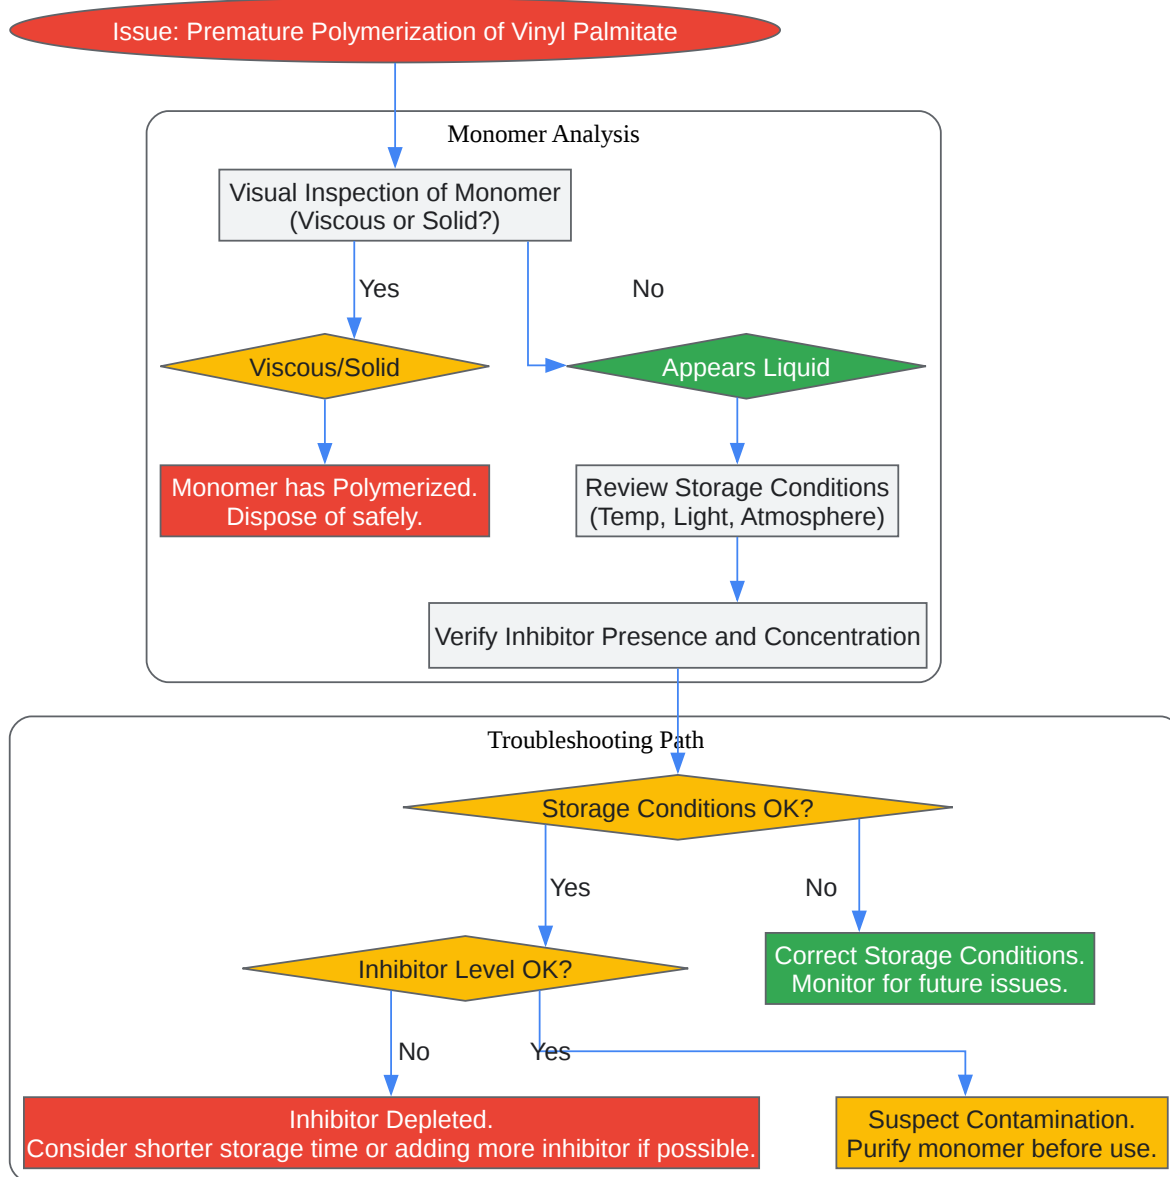 Issue: Premature Polymerization of Vinyl Palmitate
Monomer Analysis
Visual Inspection of Monomer
(Viscous or Solid?)
Yes
No
Viscous/Solid
Appears Liquid
Monomer has Polymerized.
Dispose of safely.
Review Storage Conditions
(Temp, Light, Atmosphere)
Verify Inhibitor Presence and Concentration
Troubleshooting Path
Storage Conditions OK?
Yes
No
Inhibitor Level OK?
Correct Storage Conditions.
Monitor for future issues.
No
Yes
Inhibitor Depleted.
Consider shorter storage time or adding more inhibitor if possible.
Suspect Contamination.
Purify monomer before use.